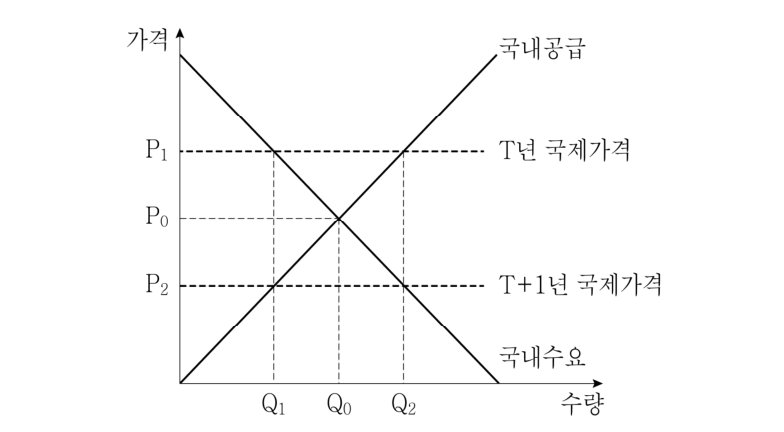 가격
국내공급
P₁
T년 국제가격
P₀
P₂
T+1년 국제가격
국내수요
Q₁
Q₀
Q₂
수량